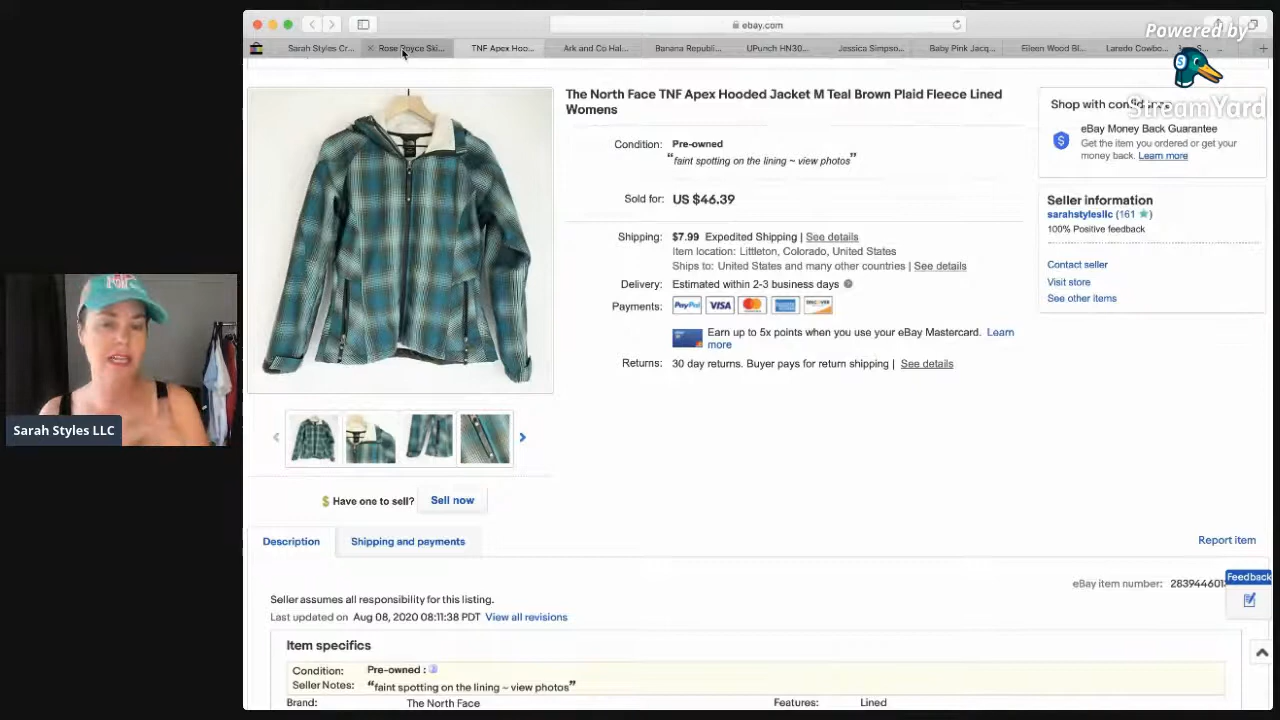 ebay.com
Powered by
Sarah Styles Cr...
Rose Royce Ski...
TNF Apex Hoo...
Ark and Co Hal...
Banana Republi...
UPunch HN30...
Jessica Simpso...
Baby Pink Jacq...
Eileen Wood Bl...
Laredo Cowbo...
StreamYard
The North Face TNF Apex Hooded Jacket M Teal Brown Plaid Fleece Lined
Womens
Condition: Pre-owned
“faint spotting on the lining ~ view photos”
Sold for: US $46.39
Shipping: $7.99 Expedited Shipping | See details
Item location: Littleton, Colorado, United States
Ships to: United States and many other countries | See details
Delivery: Estimated within 2-3 business days
Payments: PayPal VISA
Earn up to 5x points when you use your eBay Mastercard. Learn
more
Returns: 30 day returns. Buyer pays for return shipping | See details
Shop with confidence
eBay Money Back Guarantee
Get the item you ordered or get your
money back. Learn more
Seller information
sarahstylesllc (161 ★)
100% Positive feedback
Contact seller
Visit store
See other items
Sarah Styles LLC
$ Have one to sell? Sell now
Description
Shipping and payments
Report item
eBay item number:
Feedback
Seller assumes all responsibility for this listing.
Last updated on Aug 08, 2020 08:11:38 PDT View all revisions
Item specifics
Condition: Pre-owned :
Seller Notes: “faint spotting on the lining ~ view photos”
Brand: The North Face
Features: Lined